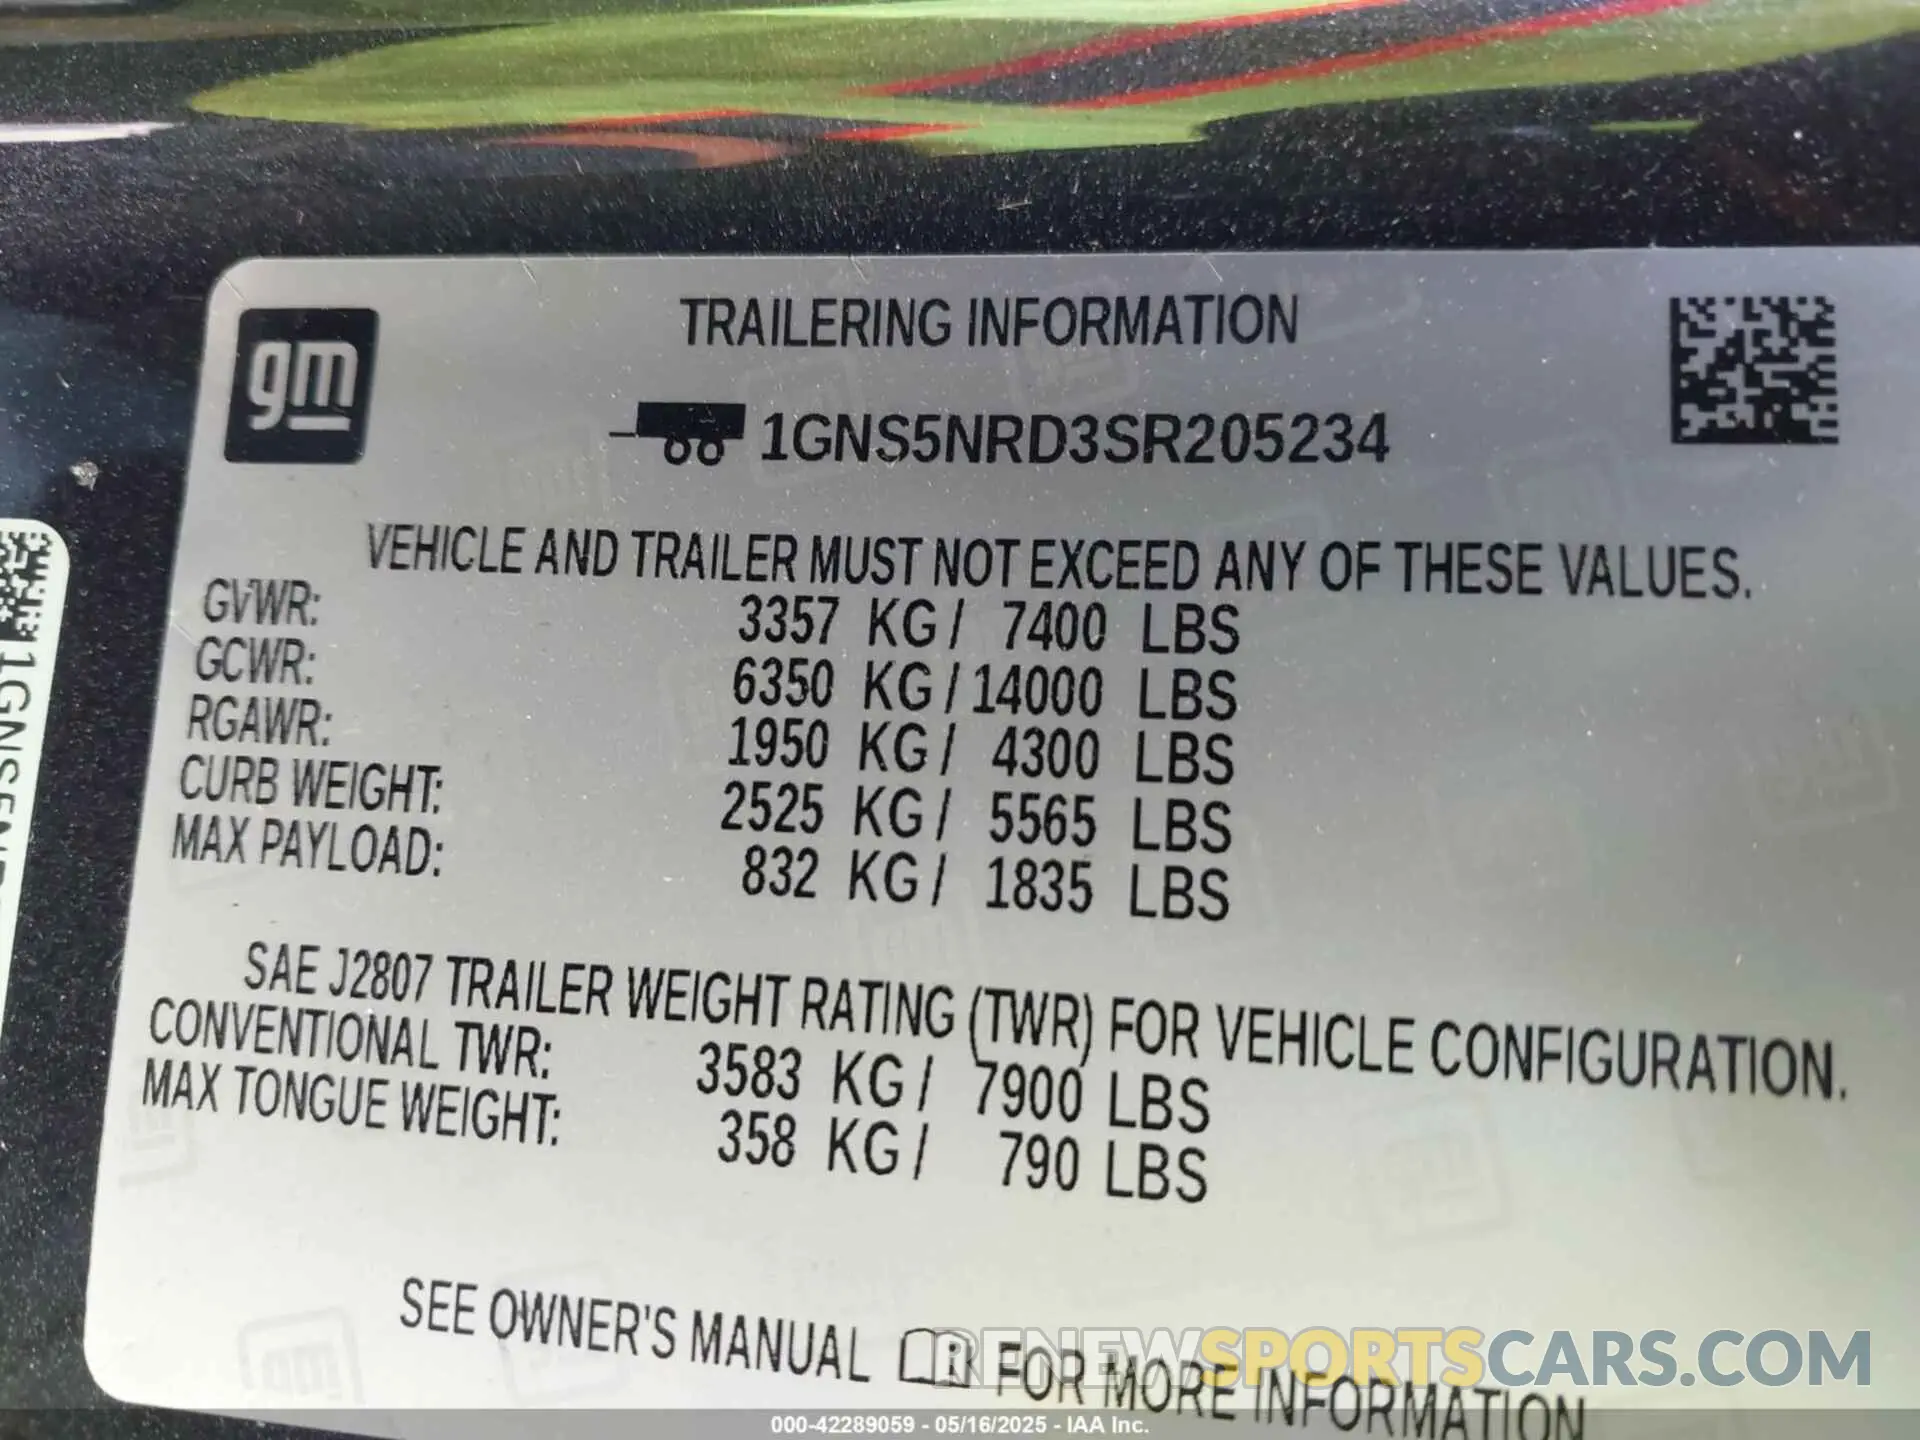 gm
TRAILERING INFORMATION
1GNS5NRD3SR205234
VEHICLE AND TRAILER MUST NOT EXCEED ANY OF THESE VALUES.
GVWR: 3357 KG/ 7400 LBS
GCWR: 6350 KG/14000 LBS
RGAWR: 1950 KG/ 4300 LBS
CURB WEIGHT: 2525 KG/ 5565 LBS
MAX PAYLOAD: 832 KG/ 1835 LBS
SAE J2807 TRAILER WEIGHT RATING (TWR) FOR VEHICLE CONFIGURATION.
CONVENTIONAL TWR: 3583 KG/ 7900 LBS
MAX TONGUE WEIGHT: 358 KG/ 790 LBS
SEE OWNER'S MANUAL i FOR MORE INFORMATION
RENEWSPORTSCARS.COM
000-42289059 - 05/16/2025 - IAA Inc.